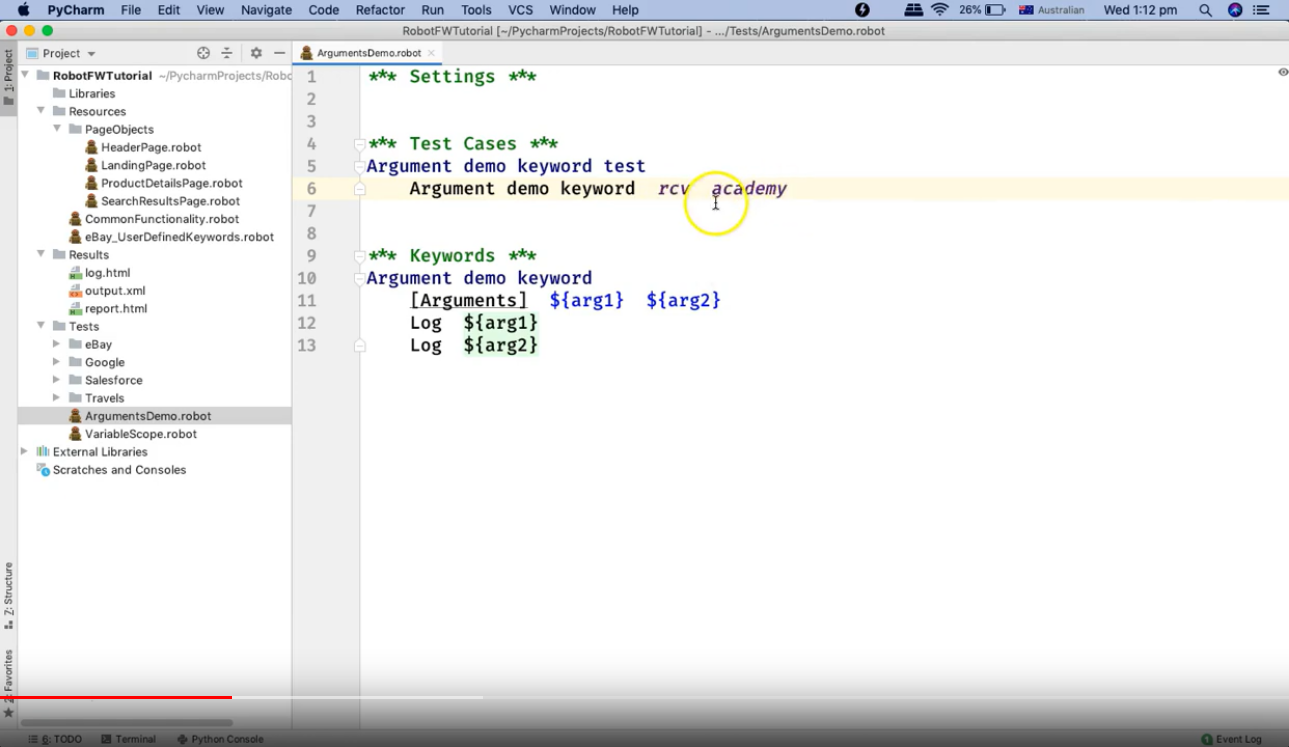 PyCharm File Edit View Navigate Code Refactor Run Tools VCS Window Help 26% Australian Wed 1:12 pm
RobotFWTutorial [~/PycharmProjects/RobotFWTutorial] - .../Tests/ArgumentsDemo.robot
1: Project
Project
RobotFWTutorial ~/PycharmProjects/Robo
Libraries
Resources
PageObjects
HeaderPage.robot
LandingPage.robot
ProductDetailsPage.robot
SearchResultsPage.robot
CommonFunctionality.robot
eBay_UserDefinedKeywords.robot
Results
log.html
output.xml
report.html
Tests
eBay
Google
Salesforce
Travels
ArgumentsDemo.robot
VariableScope.robot
External Libraries
Scratches and Consoles
Z: Structure
2: Favorites
ArgumentsDemo.robot
1 *** Settings ***
2
3
4 *** Test Cases ***
5 Argument demo keyword test
6 Argument demo keyword rcv academy
7
8
9 *** Keywords ***
10 Argument demo keyword
11 [Arguments] ${arg1} ${arg2}
12 Log ${arg1}
13 Log ${arg2}
6: TODO Terminal Python Console 1 Event Log